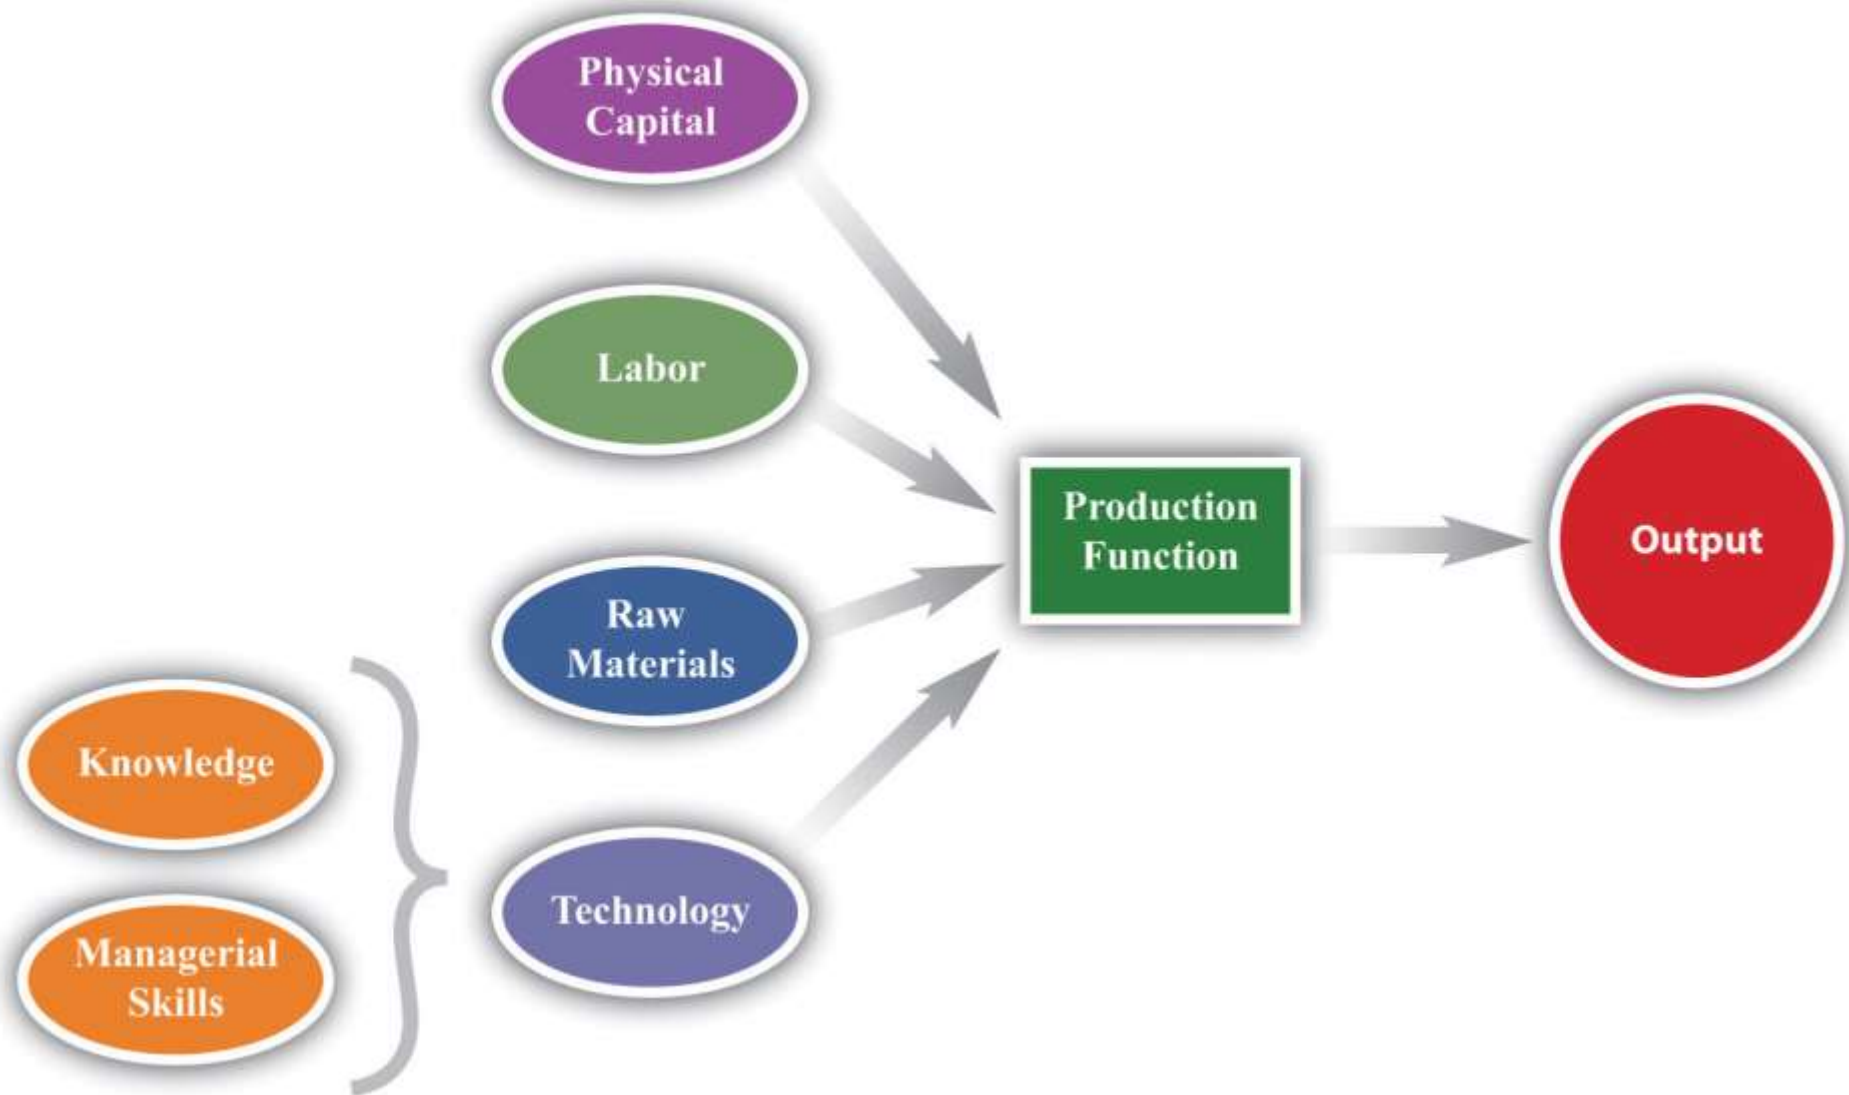 Physical
Capital
Labor
Raw
Materials
Technology
Knowledge
Managerial
Skills
Production
Function
Output